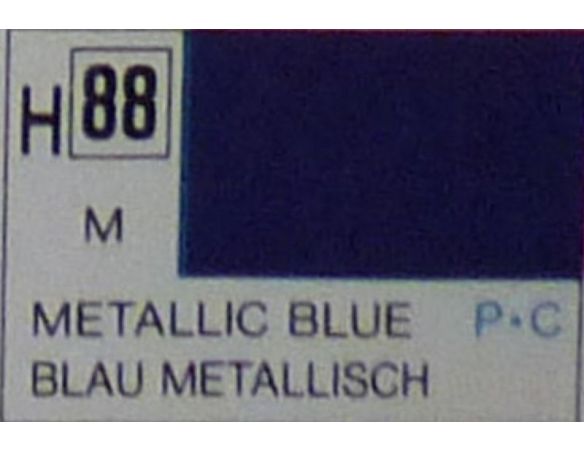 H 88
M
METALLIC BLUE P·C
BLAU METALLISCH